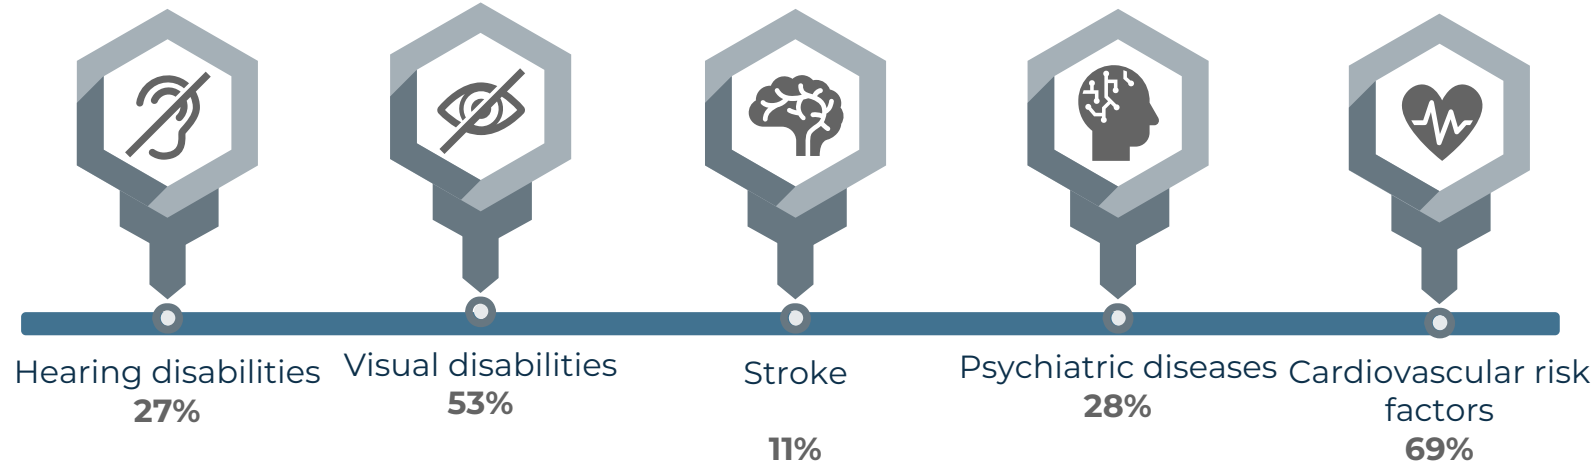 Hearing disabilities
27%
Visual disabilities
53%
Stroke
11%
Psychiatric diseases
28%
Cardiovascular risk
factors
69%